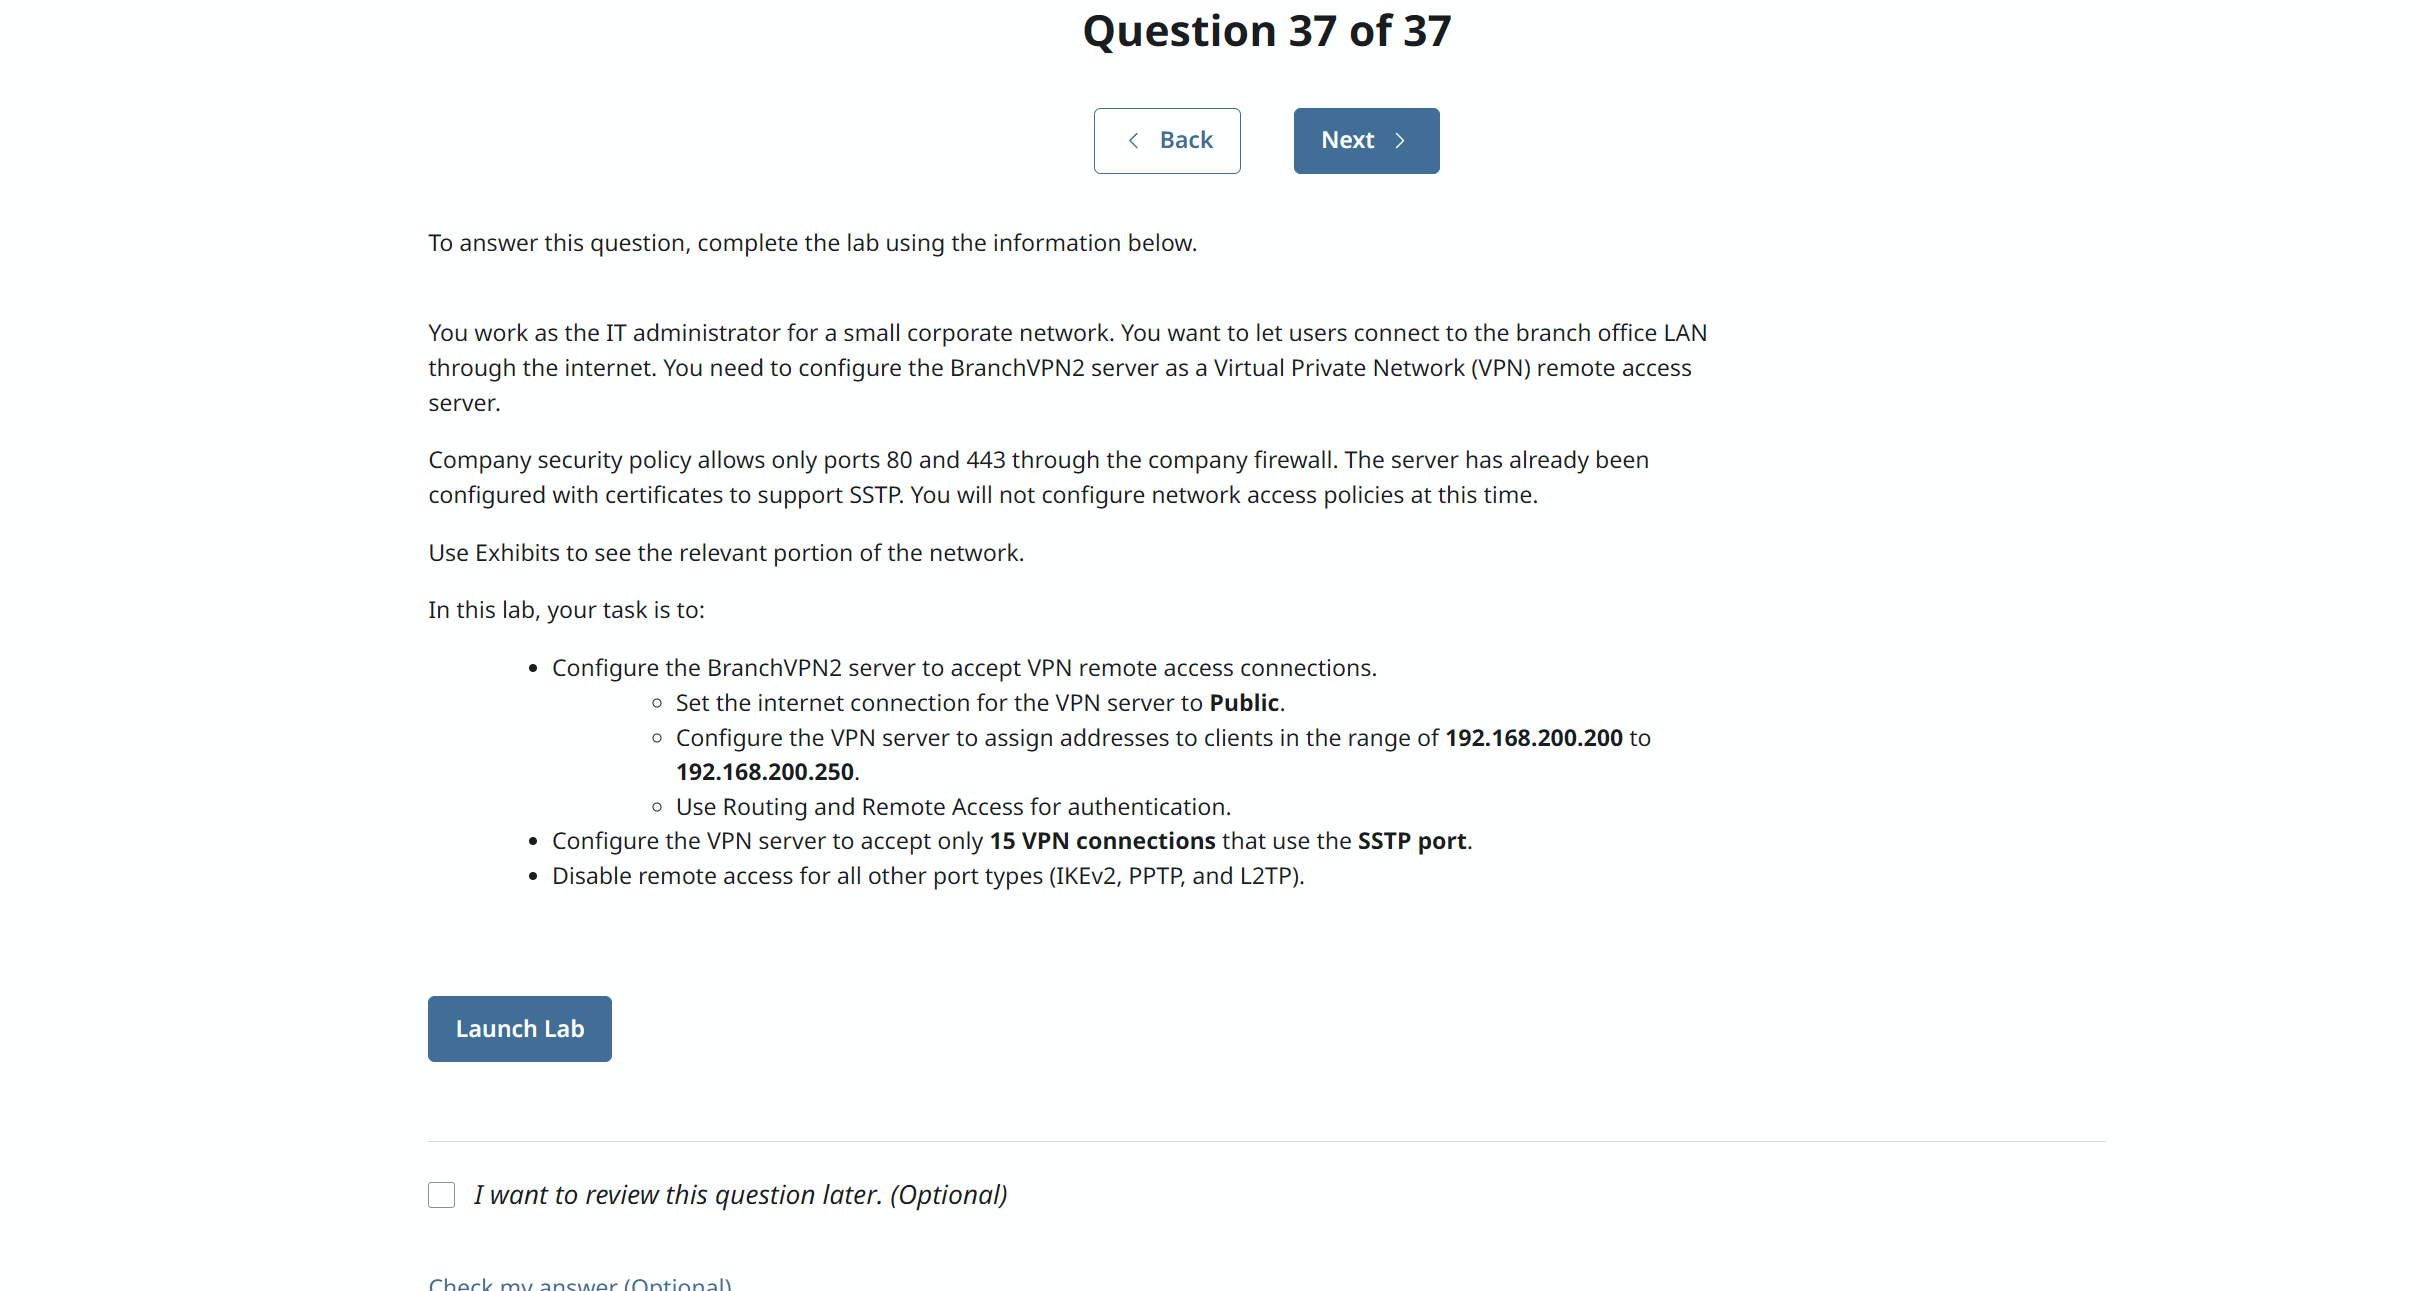 Question 37 of 37
Back
Next
To answer this question, complete the lab using the information below.
You work as the IT administrator for a small corporate network. You want to let users connect to the branch office LAN
through the internet. You need to configure the BranchVPN2 server as a Virtual Private Network (VPN) remote access
server.
Company security policy allows only ports 80 and 443 through the company firewall. The server has already been
configured with certificates to support SSTP. You will not configure network access policies at this time.
Use Exhibits to see the relevant portion of the network.
In this lab, your task is to:
Configure the BranchVPN2 server to accept VPN remote access connections.
Set the internet connection for the VPN server to Public.
Configure the VPN server to assign addresses to clients in the range of 192.168.200.200 to
192.168.200.250.
Use Routing and Remote Access for authentication.
Configure the VPN server to accept only 15 VPN connections that use the SSTP port.
Disable remote access for all other port types (IKEv2, PPTP, and L2TP).
Launch Lab
I want to review this question later. (Optional)
Check my answer (Optional)